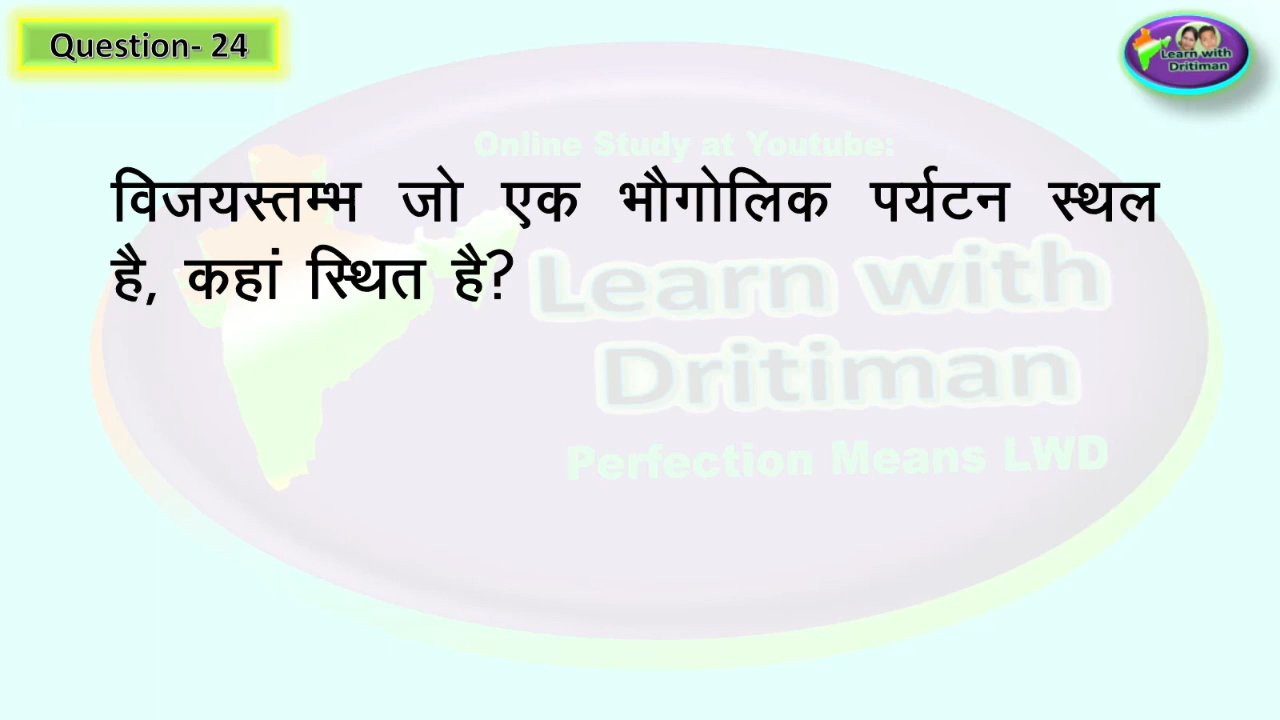 Question- 24
Learn with
Dritiman
Online Study at Youtube:
विजयस्तम्भ जो एक भौगोलिक पर्यटन स्थल
है, कहां स्थित है?
Learn with
Dritiman
Perfection Means LWD